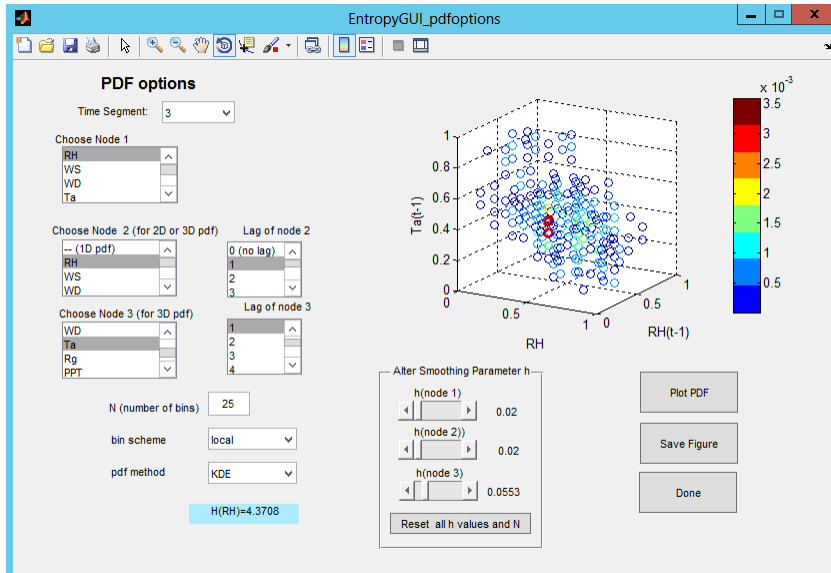 EntropyGUI_pdfoptions
PDF options
Time Segment: 3
Choose Node 1
RH
WS
WD
Ta
Choose Node 2 (for 2D or 3D pdf)
-- (1D pdf)
RH
WS
WD
Lag of node 2
0 (no lag)
1
2
3
Choose Node 3 (for 3D pdf)
WD
Ta
Rg
PPT
Lag of node 3
1
2
3
4
N (number of bins) 25
bin scheme local
pdf method KDE
H(RH)=4.3708
Ta(t-1)
1
0.8
0.6
0.4
0.2
0
0
0.5
1
RH
0
0.5
1
RH(t-1)
x 10^-3
3.5
3
2.5
2
1.5
1
0.5
Alter Smoothing Parameter h
h(node 1)
0.02
h(node 2))
0.02
h(node 3)
0.0553
Reset all h values and N
Plot PDF
Save Figure
Done